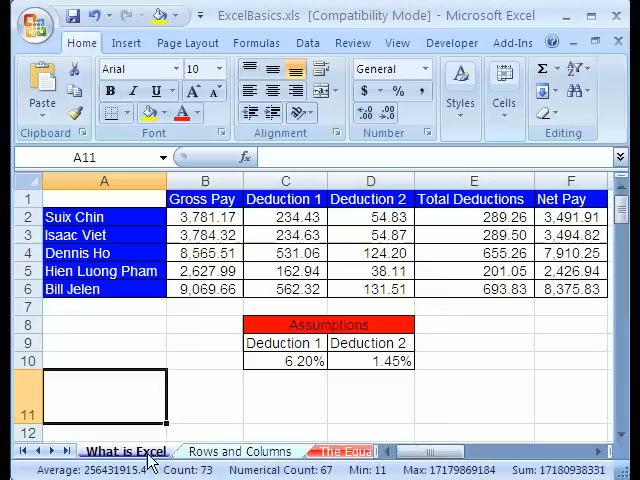 ExcelBasics.xls [Compatibility Mode] - Microsoft Excel
Home Insert Page Layout Formulas Data Review View Developer Add-Ins
Arial 10 General
Paste Styles Cells
B I U A A $ % ,
Clipboard Font Alignment Number Editing
A11 fx
A B C D E F
1 Gross Pay Deduction 1 Deduction 2 Total Deductions Net Pay
2 Suix Chin 3,781.17 234.43 54.83 289.26 3,491.91
3 Isaac Viet 3,784.32 234.63 54.87 289.50 3,494.82
4 Dennis Ho 8,565.51 531.06 124.20 655.26 7,910.25
5 Hien Luong Pham 2,627.99 162.94 38.11 201.05 2,426.94
6 Bill Jelen 9,069.66 562.32 131.51 693.83 8,375.83
7
8 Assumptions
9 Deduction 1 Deduction 2
10 6.20% 1.45%
11
12
What is Excel Rows and Columns The Equa
Average: 256431915.4 Count: 73 Numerical Count: 67 Min: 11 Max: 17179869184 Sum: 17180938331